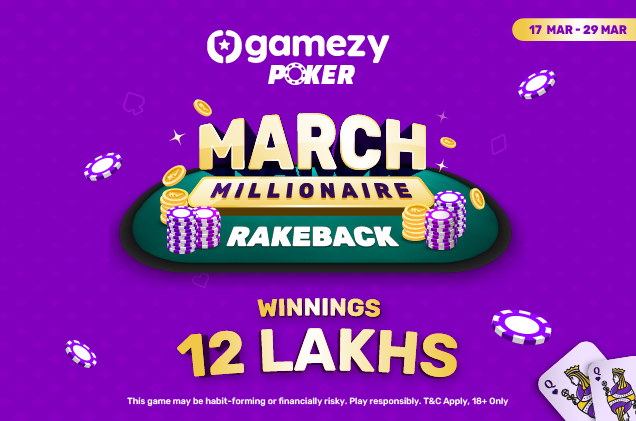 17 MAR - 29 MAR
gamezy
POKER
MARCH
MILLIONAIRE
RAKEBACK
WINNINGS
12 LAKHS
Q
Q
This game may be habit-forming or financially risky. Play responsibly. T&C Apply, 18+ Only